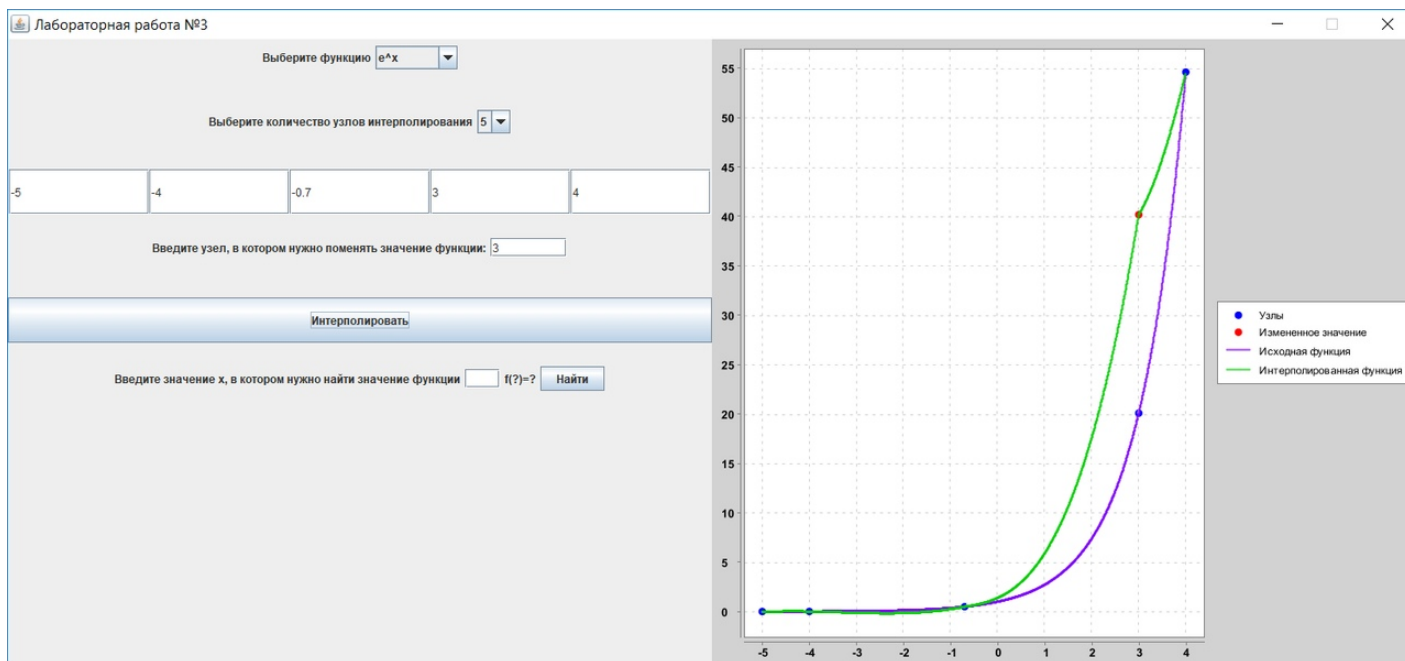 Лабораторная работа №3
Выберите функцию e^x
Выберите количество узлов интерполирования 5
-5 -4 -0.7 3 4
Введите узел, в котором нужно поменять значение функции: 3
Интерполировать
Введите значение x, в котором нужно найти значение функции f(?)=? Найти
55
50
45
40
35
30
25
20
15
10
5
0
-5 -4 -3 -2 -1 0 1 2 3 4
Узлы
Измененное значение
Исходная функция
Интерполированная функция